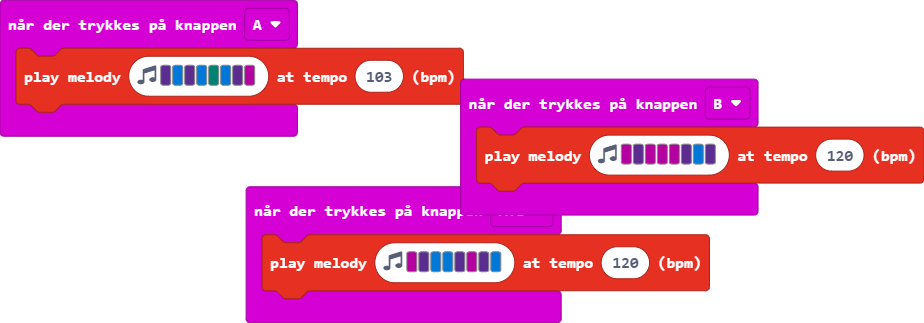 når der trykkes på knappen A
play melody at tempo 103 (bpm)
når der trykkes på knappen B
play melody at tempo 120 (bpm)
når der trykkes på knappen
play melody at tempo 120 (bpm)